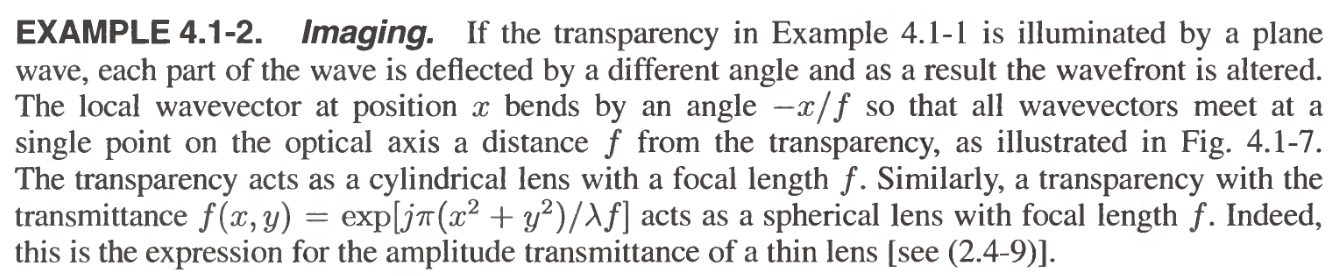 EXAMPLE 4.1-2. Imaging. If the transparency in Example 4.1-1 is illuminated by a plane
wave, each part of the wave is deflected by a different angle and as a result the wavefront is altered.
The local wavevector at position x bends by an angle −x/f so that all wavevectors meet at a
single point on the optical axis a distance f from the transparency, as illustrated in Fig. 4.1-7.
The transparency acts as a cylindrical lens with a focal length f. Similarly, a transparency with the
transmittance f(x, y) = exp[jπ(x² + y²)/λf] acts as a spherical lens with focal length f. Indeed,
this is the expression for the amplitude transmittance of a thin lens [see (2.4-9)].